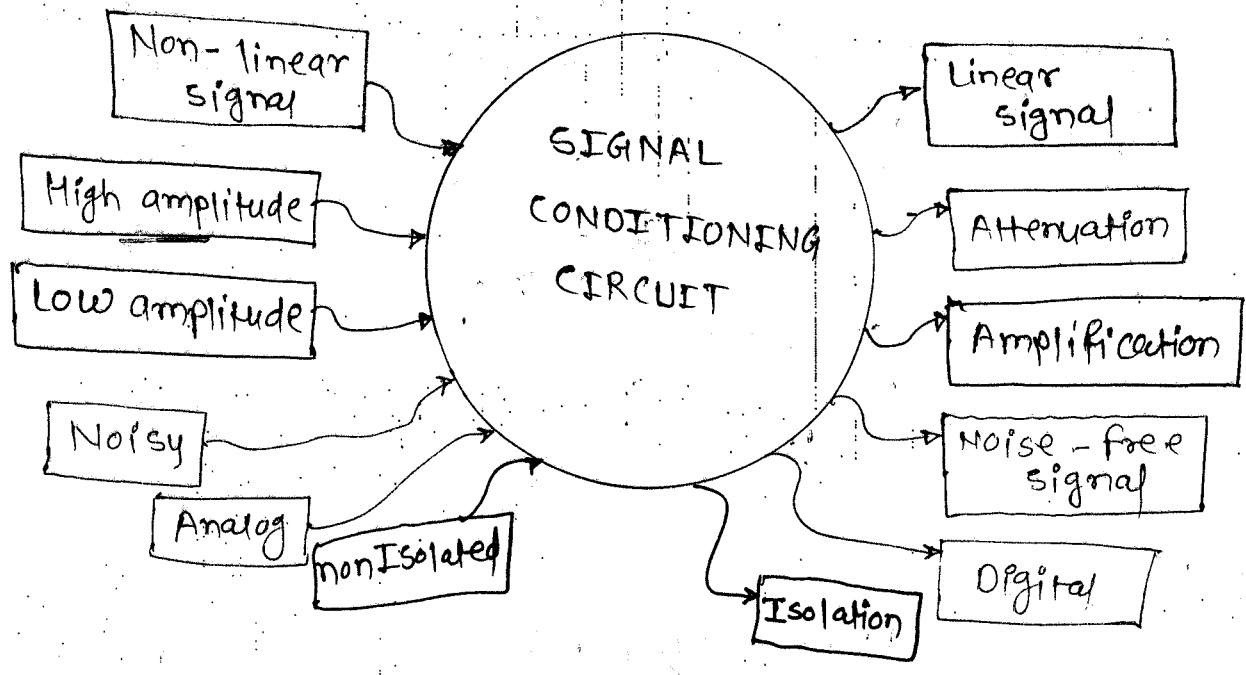 Non-linear
signal
High amplitude
Low amplitude
Noisy
Analog
nonIsolated
SIGNAL
CONDITIONING
CIRCUIT
Linear
signal
Attenuation
Amplification
Noise-free
signal
Digital
Isolation